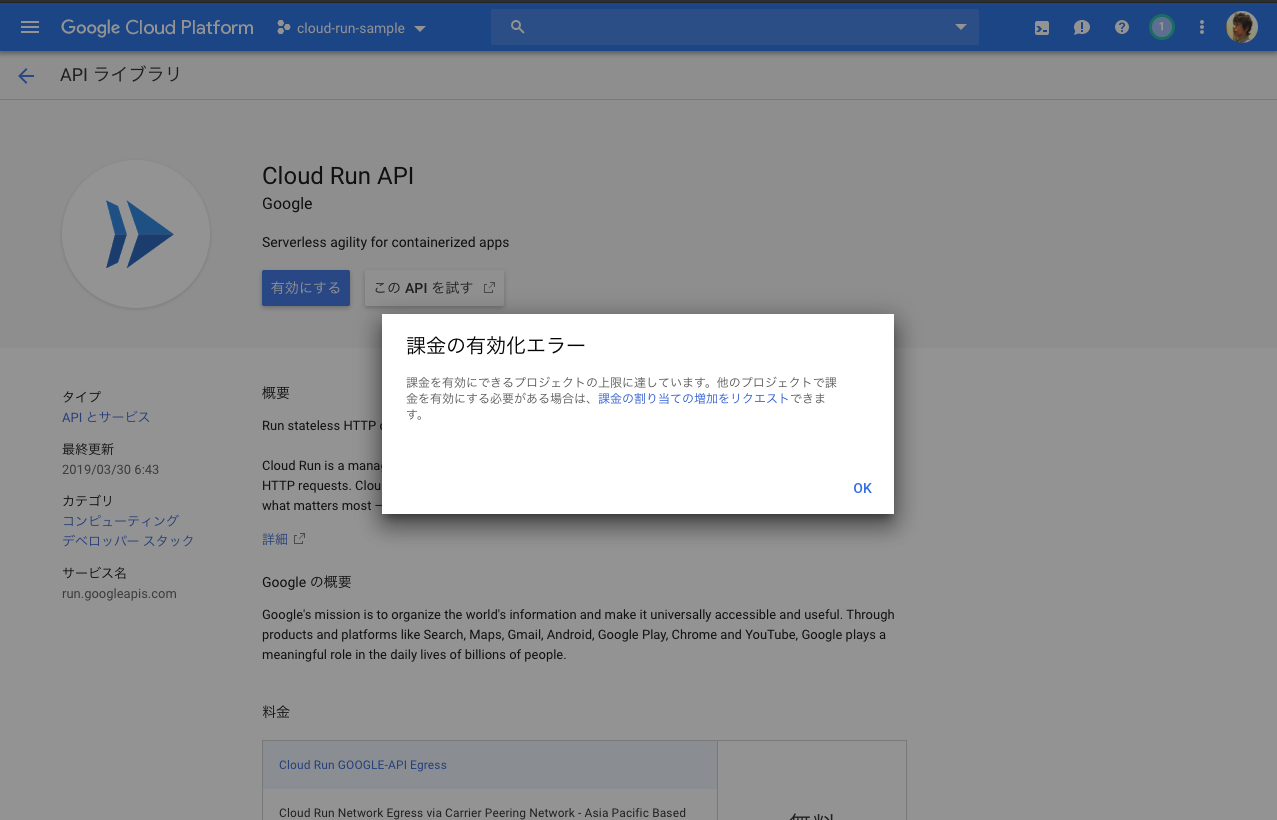 Google Cloud Platform
cloud-run-sample
1
API ライブラリ
Cloud Run API
Google
Serverless agility for containerized apps
有効にする
この API を試す
課金の有効化エラー
課金を有効にできるプロジェクトの上限に達しています。他のプロジェクトで課
金を有効にする必要がある場合は、課金の割り当ての増加をリクエストできま
す。
OK
タイプ
API とサービス
最終更新
2019/03/30 6:43
カテゴリ
コンピューティング
デベロッパー スタック
サービス名
run.googleapis.com
概要
Run stateless HTTP
Cloud Run is a mana
HTTP requests. Clou
what matters most –
詳細
Google の概要
Google's mission is to organize the world's information and make it universally accessible and useful. Through
products and platforms like Search, Maps, Gmail, Android, Google Play, Chrome and YouTube, Google plays a
meaningful role in the daily lives of billions of people.
料金
Cloud Run GOOGLE-API Egress
Cloud Run Network Egress via Carrier Peering Network - Asia Pacific Based